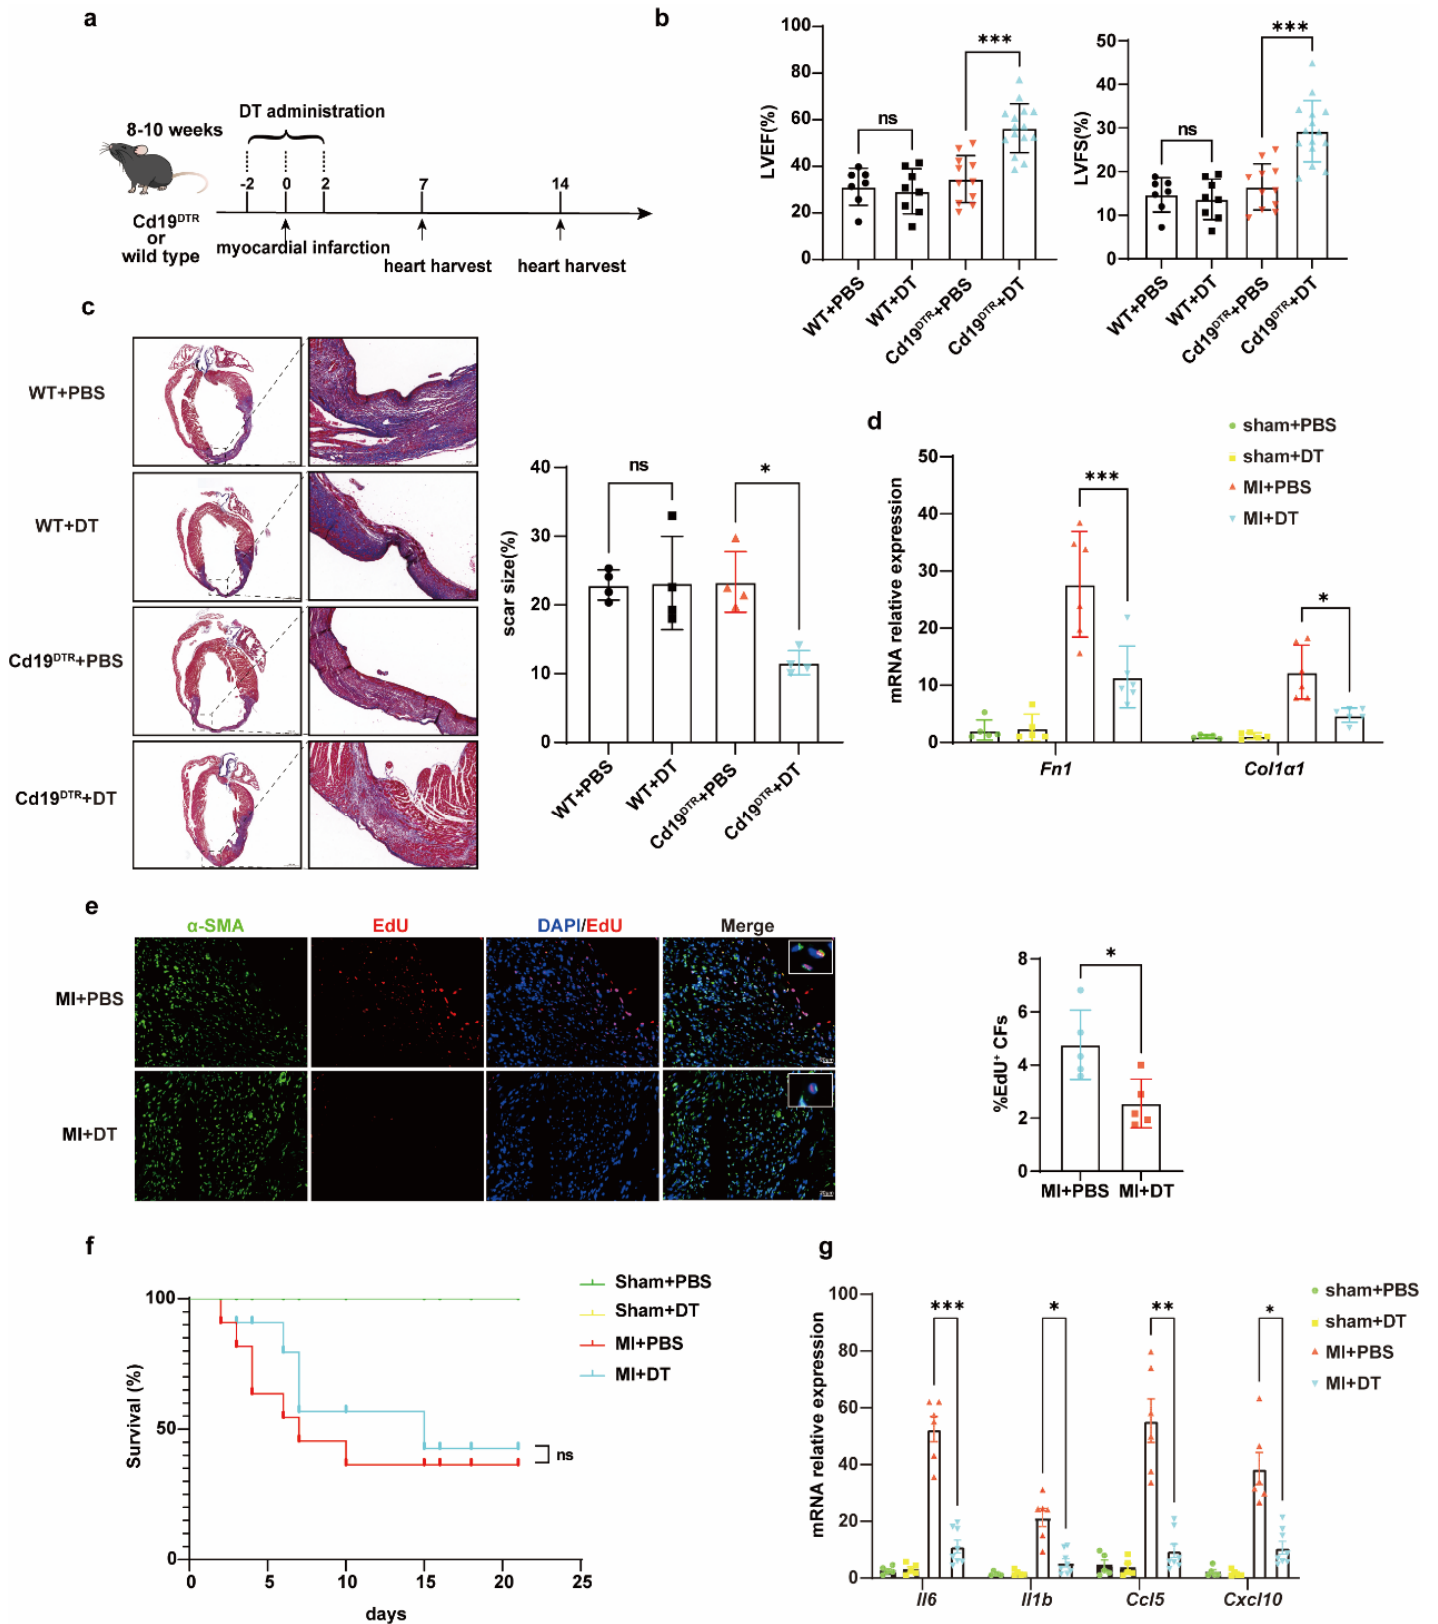 a
DT administration
8-10 weeks
-2 0 2 7 14
Cd19DTR
or
wild type
myocardial infarction
heart harvest
heart harvest
b
LVEF(%)
100
80
60
40
20
0
ns
***
WT+PBS
WT+DT
Cd19DTR+PBS
Cd19DTR+DT
LVFS(%)
50
40
30
20
10
0
ns
***
WT+PBS
WT+DT
Cd19DTR+PBS
Cd19DTR+DT
c
WT+PBS
WT+DT
Cd19DTR+PBS
Cd19DTR+DT
scar size(%)
40
30
20
10
0
ns
*
WT+PBS
WT+DT
Cd19DTR+PBS
Cd19DTR+DT
d
sham+PBS
sham+DT
MI+PBS
MI+DT
mRNA relative expression
50
40
30
20
10
0
***
*
Fn1
Col1α1
e
α-SMA EdU DAPI/EdU Merge
MI+PBS
MI+DT
%EdU+ CFs
8
6
4
2
0
*
MI+PBS MI+DT
f
Survival (%)
100
50
0
0 5 10 15 20 25
days
Sham+PBS
Sham+DT
MI+PBS
MI+DT
ns
g
mRNA relative expression
100
80
60
40
20
0
***
*
**
*
Il6 Il1b Ccl5 Cxcl10
sham+PBS
sham+DT
MI+PBS
MI+DT